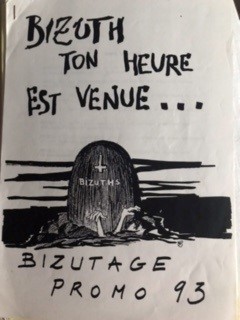 BIZUTH
TON HEURE
EST VENUE...
BIZUTHS
BIZUTAGE
PROMO 93